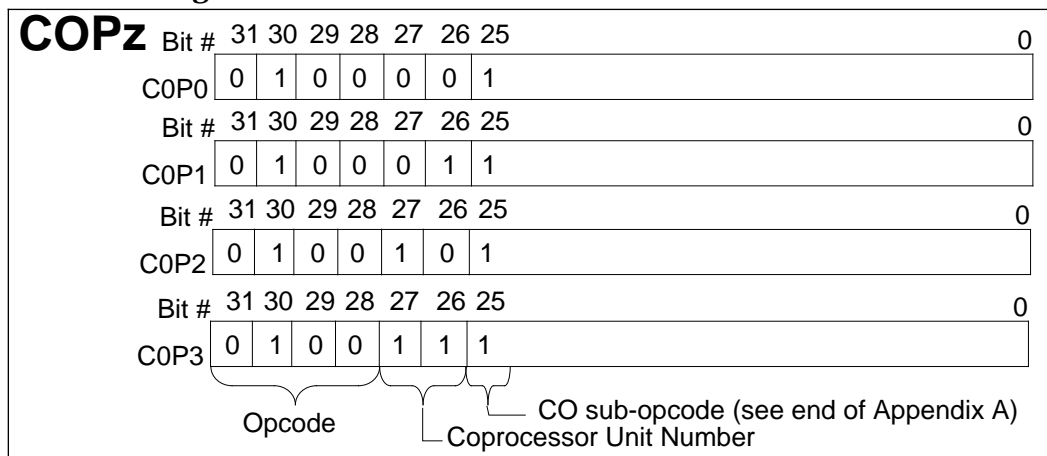 COPz Bit # 31 30 29 28 27 26 25 0
C0P0 0 1 0 0 0 0 1
Bit # 31 30 29 28 27 26 25 0
C0P1 0 1 0 0 0 1 1
Bit # 31 30 29 28 27 26 25 0
C0P2 0 1 0 0 1 0 1
Bit # 31 30 29 28 27 26 25 0
C0P3 0 1 0 0 1 1 1
Opcode
CO sub-opcode (see end of Appendix A)
Coprocessor Unit Number